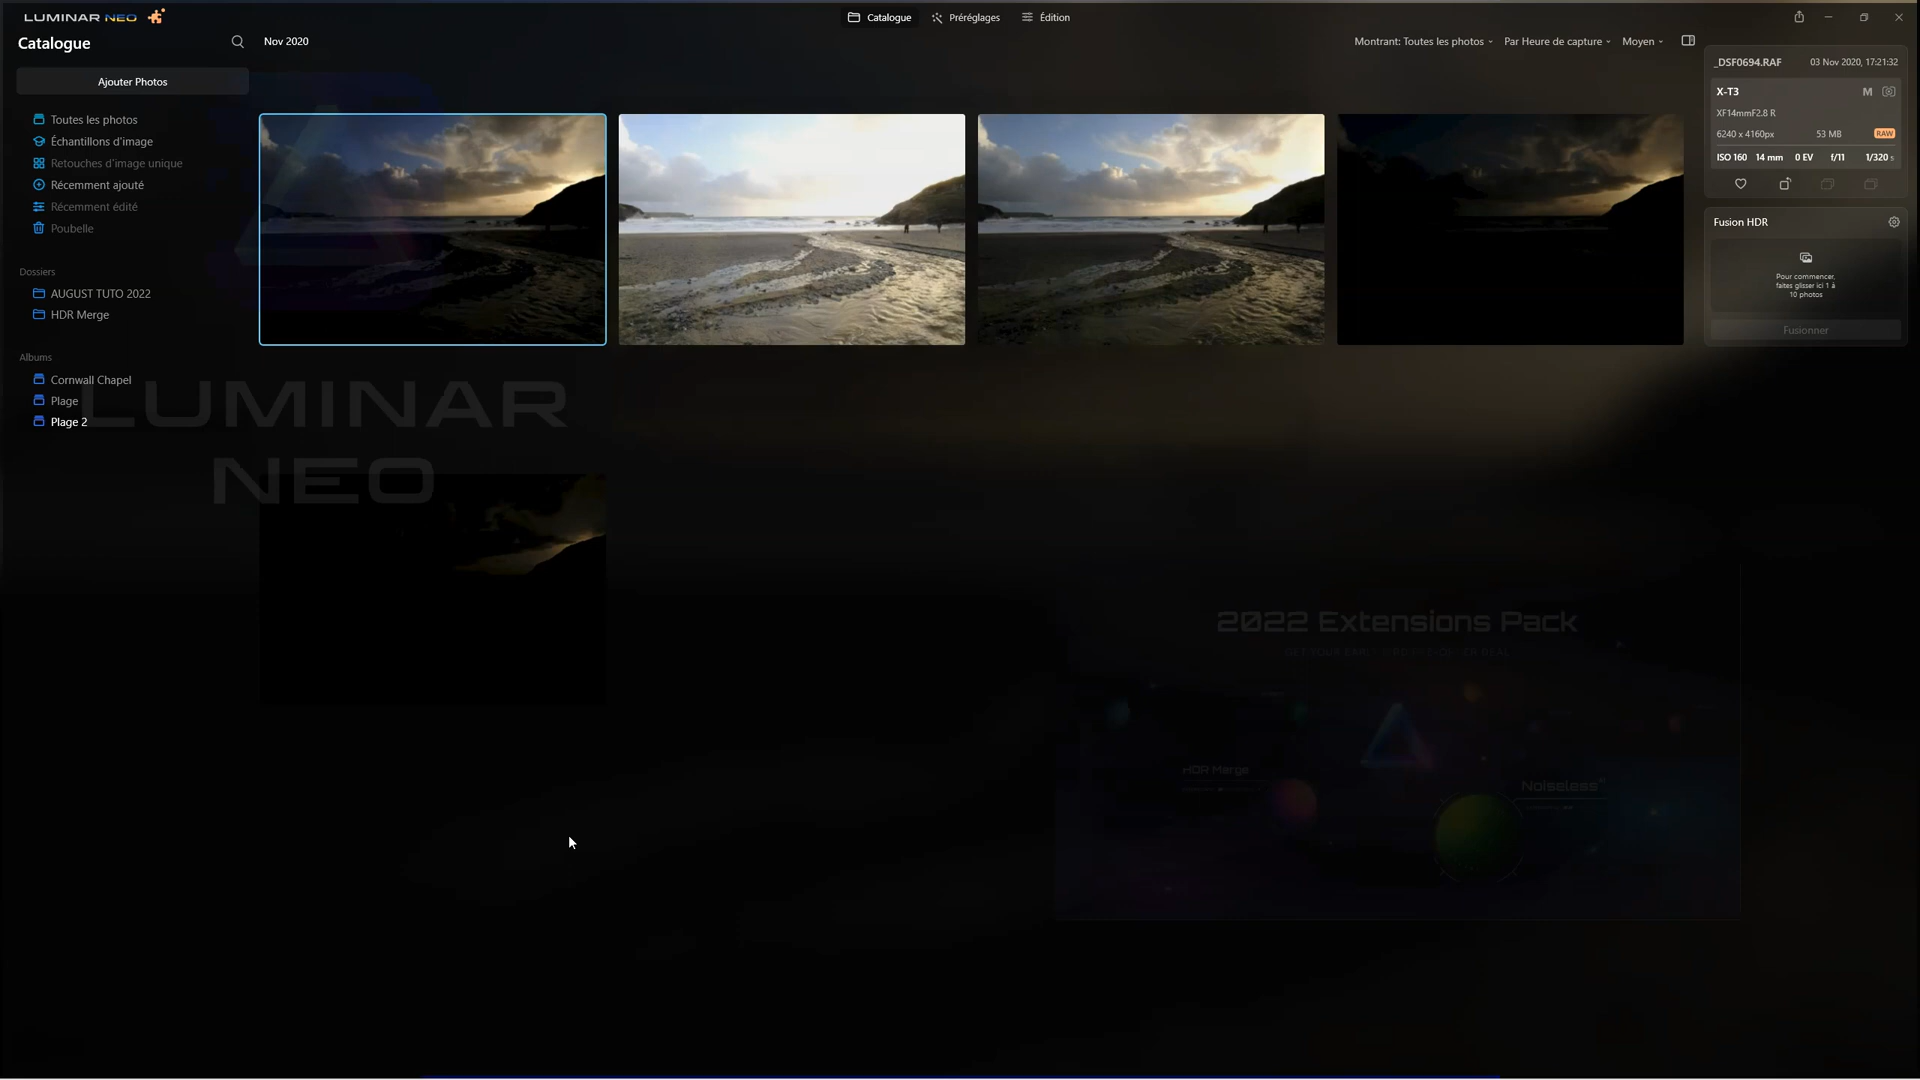 LUMINAR NEO
Catalogue
Préréglages
Édition
Catalogue
Nov 2020
Montrant: Toutes les photos
Par Heure de capture
Moyen
Ajouter Photos
Toutes les photos
Échantillons d'image
Retouches d'image unique
Récemment ajouté
Récemment édité
Poubelle
Dossiers
AUGUST TUTO 2022
HDR Merge
Albums
Cornwall Chapel
Plage
Plage 2
_DSF0694.RAF
03 Nov 2020, 17:21:32
X-T3
M
XF14mmF2.8 R
6240 x 4160px
53 MB
RAW
ISO 160
14 mm
0 EV
f/11
1/320 s
Fusion HDR
Pour commencer,
faites glisser ici 1 à
10 photos
Fusionner
LUMINAR
NEO
2022 Extensions Pack
HDR Merge
Noiseless